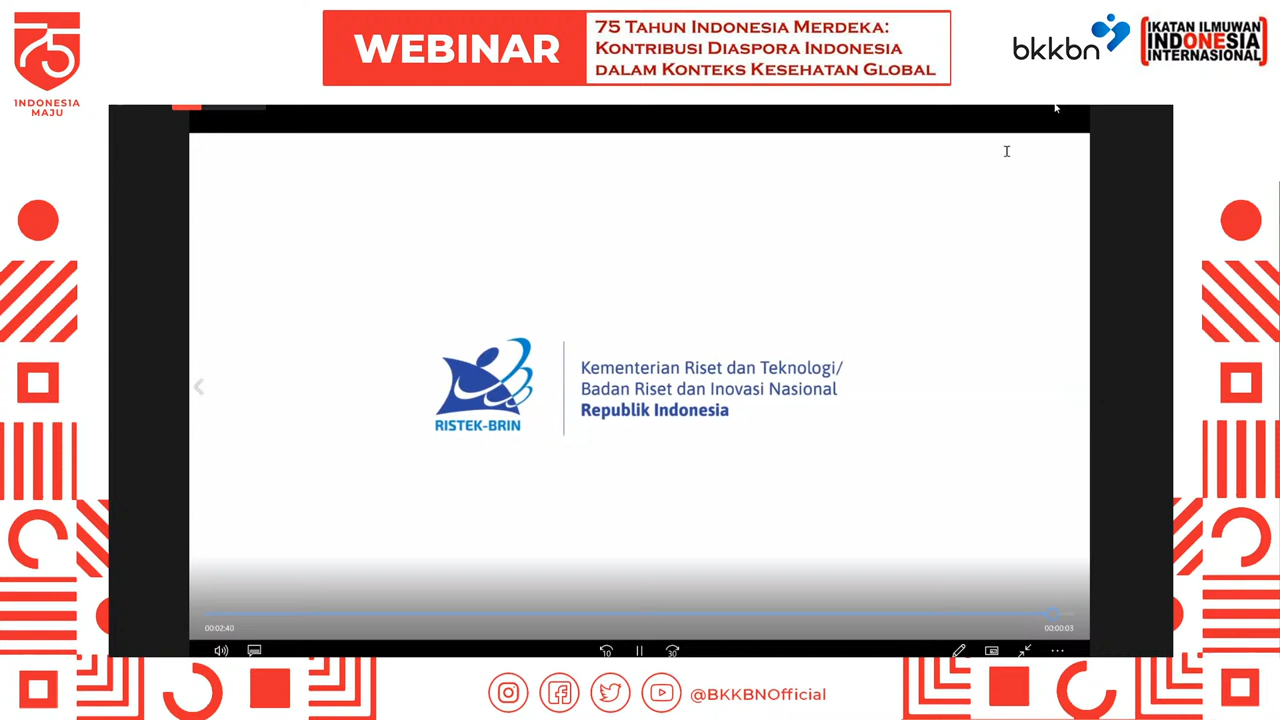 75
INDONESIA
MAJU
WEBINAR
75 TAHUN INDONESIA MERDEKA:
KONTRIBUSI DIASPORA INDONESIA
DALAM KONTEKS KESEHATAN GLOBAL
bkkbn
IKATAN ILMUWAN
INDONESIA
INTERNASIONAL
RISTEK-BRIN
Kementerian Riset dan Teknologi/
Badan Riset dan Inovasi Nasional
Republik Indonesia
00:02:40
00:00:03
10
30
@BKKBNOfficial